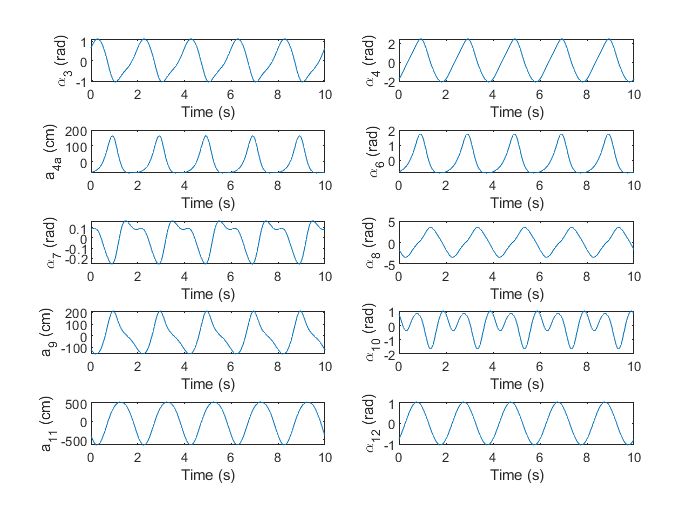 α3 (rad)
1
0
-1
0 2 4 6 8 10
Time (s)
α4 (rad)
2
0
-2
0 2 4 6 8 10
Time (s)
a4a (cm)
200
100
0
0 2 4 6 8 10
Time (s)
α6 (rad)
2
1
0
0 2 4 6 8 10
Time (s)
α7 (rad)
0.1
0
-0.1
-0.2
0 2 4 6 8 10
Time (s)
α8 (rad)
5
0
-5
0 2 4 6 8 10
Time (s)
a9 (cm)
200
100
0
-100
0 2 4 6 8 10
Time (s)
α10 (rad)
1
0
-1
-2
0 2 4 6 8 10
Time (s)
a11 (cm)
500
0
-500
0 2 4 6 8 10
Time (s)
α12 (rad)
1
0
-1
0 2 4 6 8 10
Time (s)